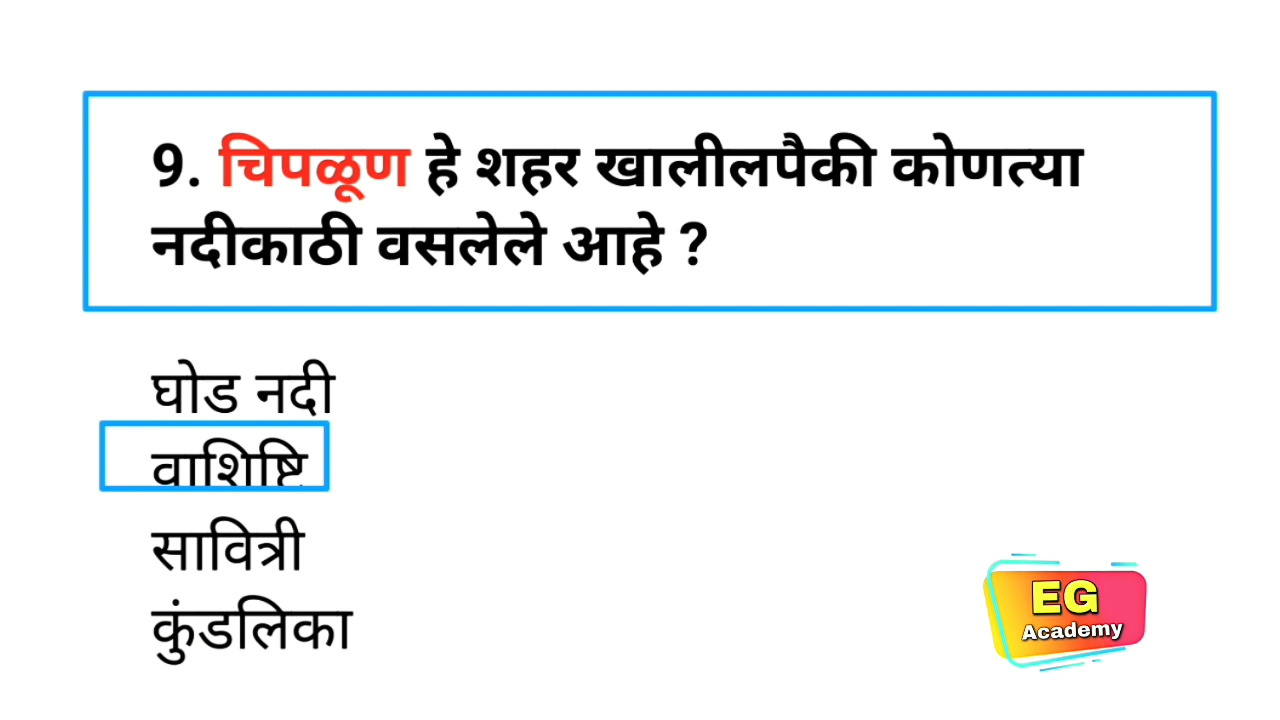 9. चिपळूण हे शहर खालीलपैकी कोणत्या
नदीकाठी वसलेले आहे ?
घोड नदी
वाशिष्टि
सावित्री
कुंडलिका
EG
Academy